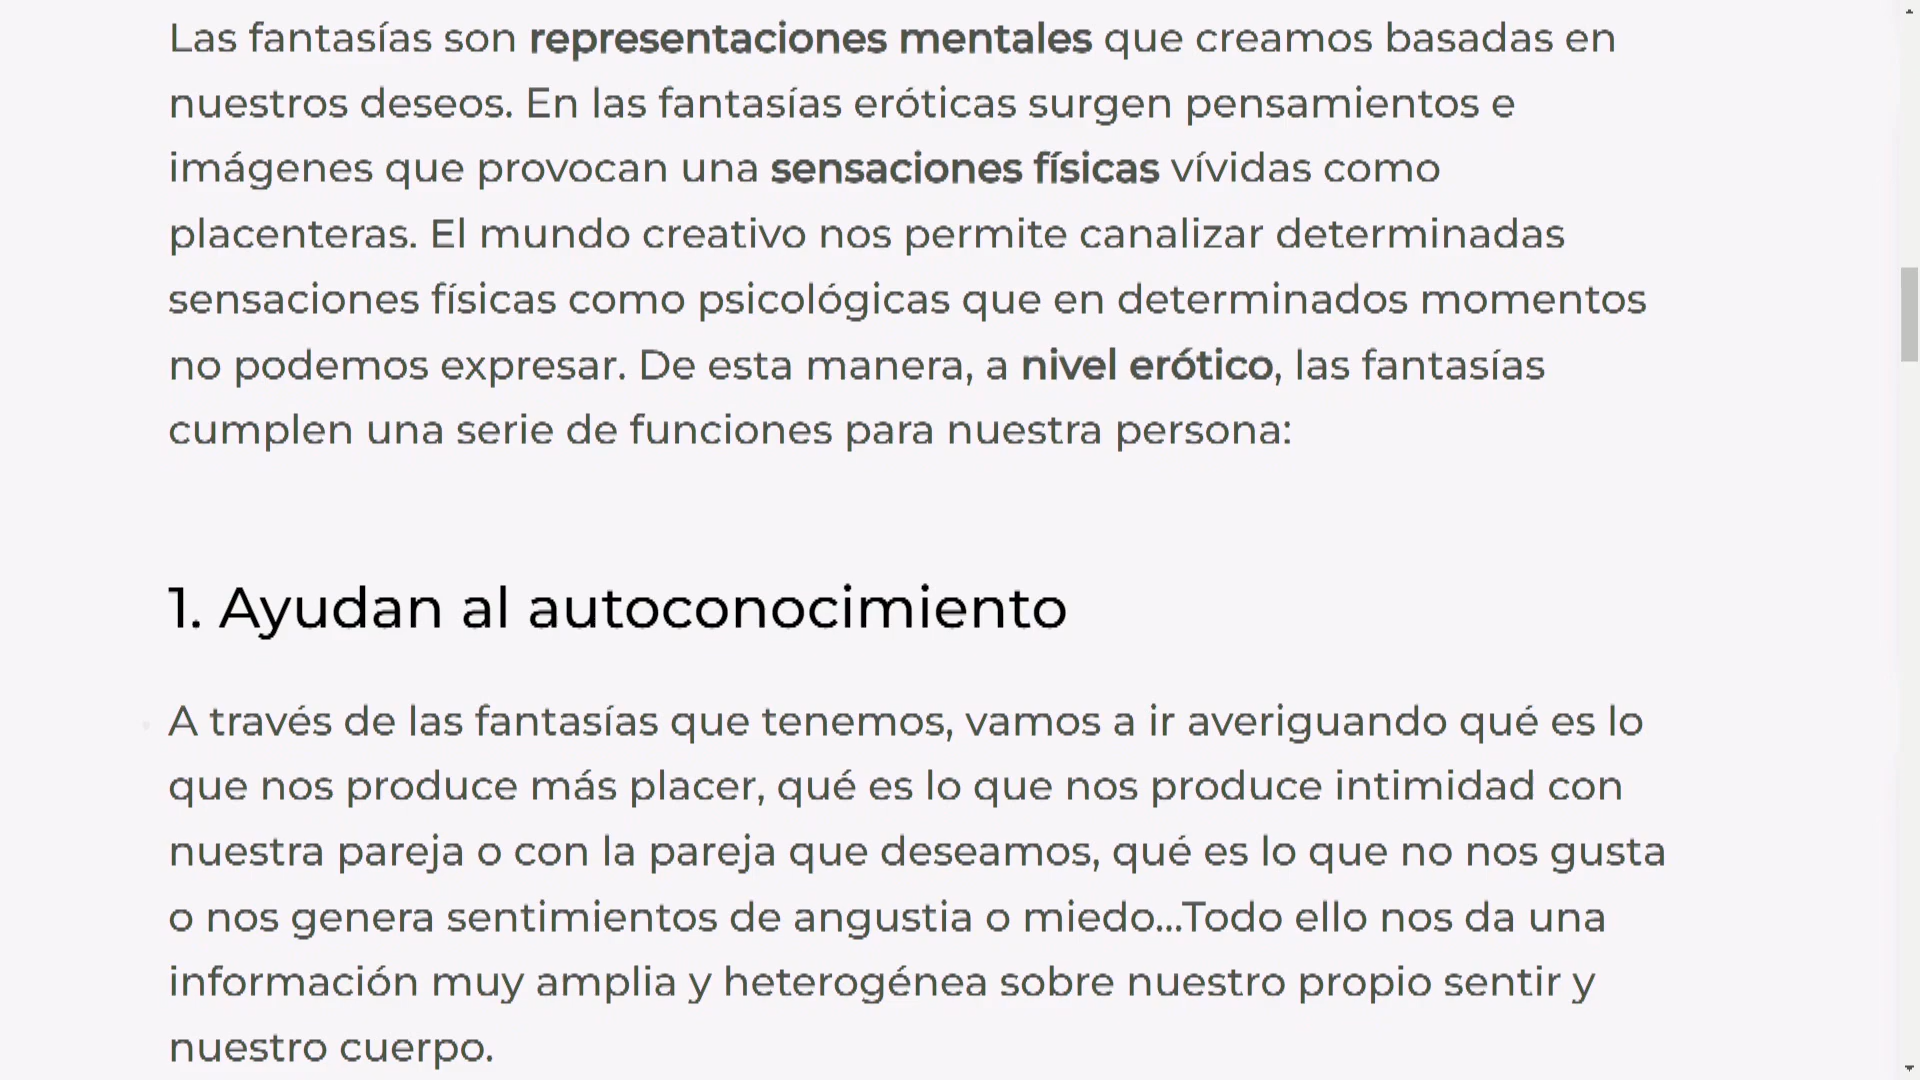 Las fantasías son representaciones mentales que creamos basadas en
nuestros deseos. En las fantasías eróticas surgen pensamientos e
imágenes que provocan una sensaciones físicas vívidas como
placenteras. El mundo creativo nos permite canalizar determinadas
sensaciones físicas como psicológicas que en determinados momentos
no podemos expresar. De esta manera, a nivel erótico, las fantasías
cumplen una serie de funciones para nuestra persona:
1. Ayudan al autoconocimiento
A través de las fantasías que tenemos, vamos a ir averiguando qué es lo
que nos produce más placer, qué es lo que nos produce intimidad con
nuestra pareja o con la pareja que deseamos, qué es lo que no nos gusta
o nos genera sentimientos de angustia o miedo...Todo ello nos da una
información muy amplia y heterogénea sobre nuestro propio sentir y
nuestro cuerpo.